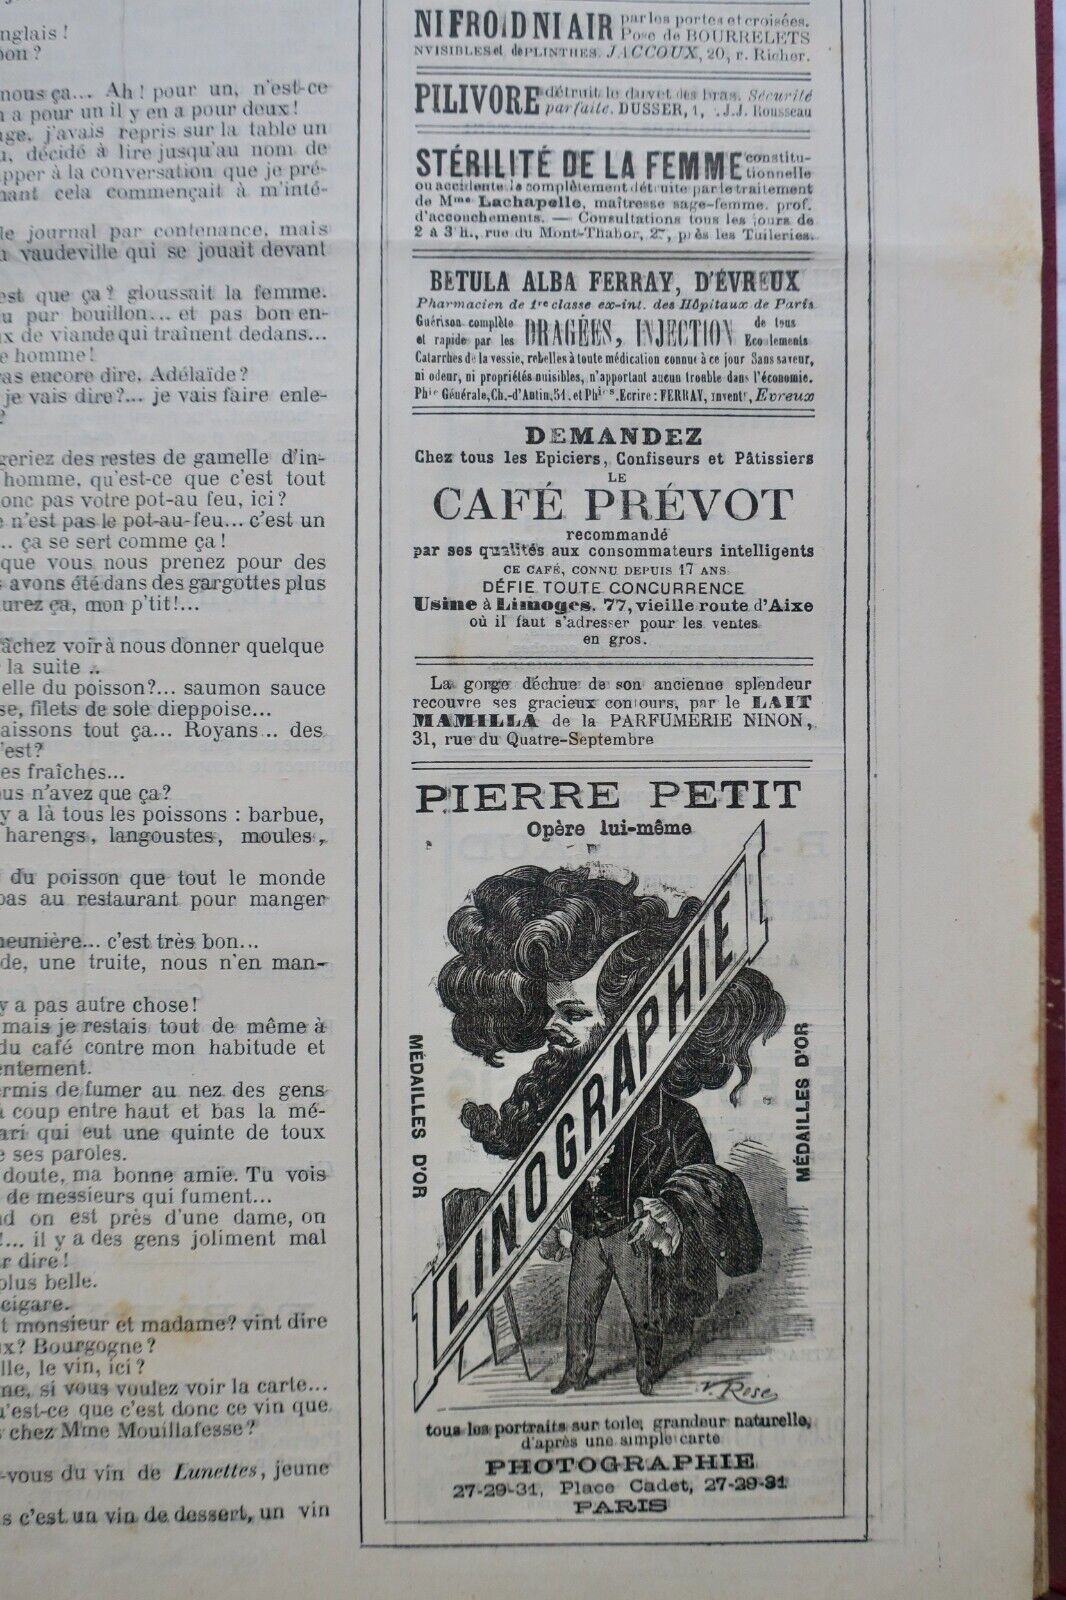 nglais !
bon ?
nous ça... Ah ! pour un, n'est-ce
n a pour un il y en a pour deux !
ge, j'avais repris sur la table un
u, décidé à lire jusqu'au nom de
pper à la conversation que je pré-
nant cela commençait à m'inté-
le journal par contenance, mais
u vaudeville qui se jouait devant
est que ça ? gloussait la femme.
u pur bouillon... et pas bon en-
ux de viande qui traînent dedans...
e homme !
as encore dire, Adélaïde ?
je vais dire ?... je vais faire enle-
?
geriez des restes de gamelle d'in-
homme, qu'est-ce que c'est tout
onc pas votre pot-au feu, ici ?
e n'est pas le pot-au-feu... c'est un
.. ça se sert comme ça !
que vous nous prenez pour des
s avons été dans des gargottes plus
urez ça, mon p'tit !...
âchez voir à nous donner quelque
r la suite ..
elle du poisson ?... saumon sauce
se, filets de sole dieppoise...
aissons tout ça... Royans.. des
'est?
es fraîches...
ous n'avez que ça ?
y a là tous les poissons : barbue,
harengs, langoustes, moules,
du poisson que tout le monde
pas au restaurant pour manger
neunière... c'est très bon...
de, une truite, nous n'en man-
y a pas autre chose !
mais je restais tout de même à
du café contre mon habitude et
entement.
ermis de fumer au nez des gens
à coup entre haut et bas la mé-
ari qui eut une quinte de toux
e ses paroles.
doute, ma bonne amie. Tu vois
de messieurs qui fument...
nd on est près d'une dame, on
!... il y a des gens joliment mal
r dire !
plus belle.
cigare.
t monsieur et madame ? vint dire
ux ? Bourgogne ?
lle, le vin, ici ?
ne, si vous voulez voir la carte...
u'est-ce que c'est donc ce vin que
s chez Mme Mouillafesse ?
-vous du vin de Lunettes, jeune
s c'est un vin de dessert, un vin
NI FROID NI AIR par les portes et croisées.
Pose de BOURRELETS
NVISIBLES et de PLINTHES. JACCOUX, 20, r. Richer.
PILIVORE détruit le duvet des bras. Sécurité
parfaite. DUSSER, 1, .J.J. Rousseau
STÉRILITÉ DE LA FEMME constitu-
tionnelle
ou accidentelle complètement détruite par le traitement
de Mme Lachapelle, maîtresse sage-femme. prof.
d'accouchements. — Consultations tous les jours de
2 à 3 h., rue du Mont-Thabor, 27, près les Tuileries.
BETULA ALBA FERRAY, D'ÉVREUX
Pharmacien de 1re classe ex-int. des Hôpitaux de Paris
Guérison complète et rapide par les DRAGÉES, INJECTION de tous Ecoulements
Catarrhes de la vessie, rebelles à toute médication connue à ce jour Sans saveur,
ni odeur, ni propriétés nuisibles, n'apportant aucun trouble dans l'économie.
Phie Générale, Ch.-d'Antin, 54. et Phies. Ecrire : FERRAY, invent', Evreux
DEMANDEZ
Chez tous les Epiciers, Confiseurs et Pâtissiers
LE
CAFÉ PRÉVOT
recommandé
par ses qualités aux consommateurs intelligents
CE CAFÉ, CONNU DEPUIS 17 ANS
DÉFIE TOUTE CONCURRENCE
Usine à Limoges. 77, vieille route d'Aixe
où il faut s'adresser pour les ventes
en gros.
La gorge déchue de son ancienne splendeur
recouvre ses gracieux contours, par le LAIT
MAMILLA de la PARFUMERIE NINON,
31, rue du Quatre-Septembre
PIERRE PETIT
Opère lui-même
LINOGRAPHIE
MÉDAILLES D'OR
MÉDAILLES D'OR
V Rose
tous les portraits sur toile, grandeur naturelle,
d'après une simple carte
PHOTOGRAPHIE
27-29-31, Place Cadet, 27-29-31
PARIS